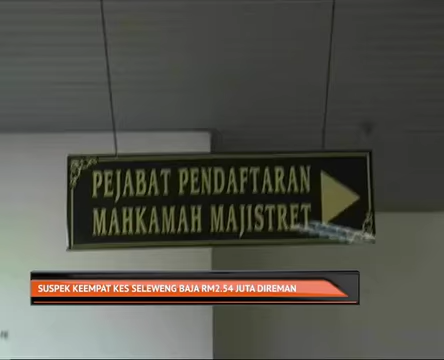 PEJABAT PENDAFTARAN
MAHKAMAH MAJISTRET
SUSPEK KEEMPAT KES SELEWENG BAJA RM2.54 JUTA DIREMAN